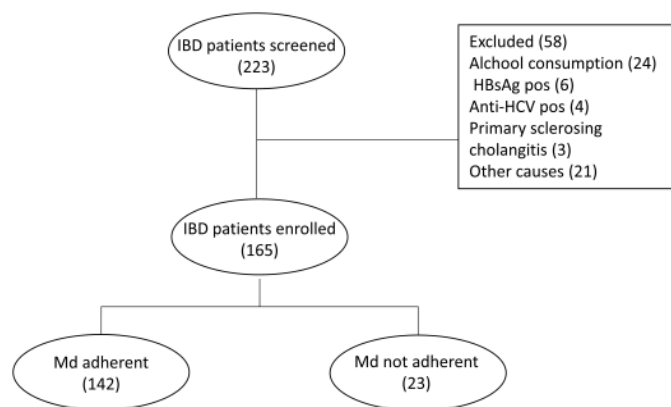 IBD patients screened
(223)
Excluded (58)
Alchool consumption (24)
HBsAg pos (6)
Anti-HCV pos (4)
Primary sclerosing
cholangitis (3)
Other causes (21)
IBD patients enrolled
(165)
Md adherent
(142)
Md not adherent
(23)